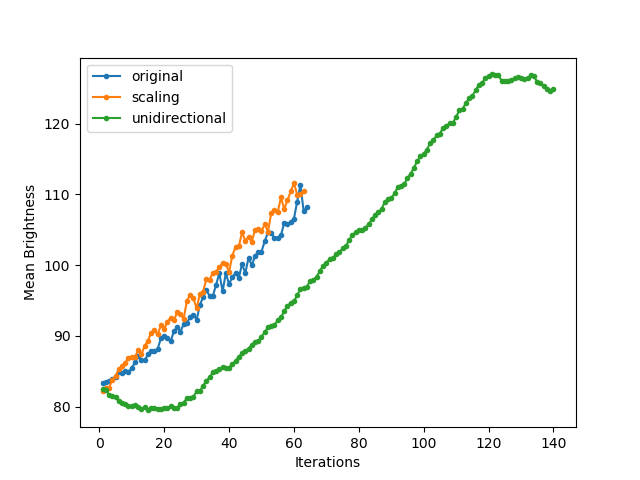 original
scaling
unidirectional
120
110
100
90
80
Mean Brightness
0 20 40 60 80 100 120 140
Iterations